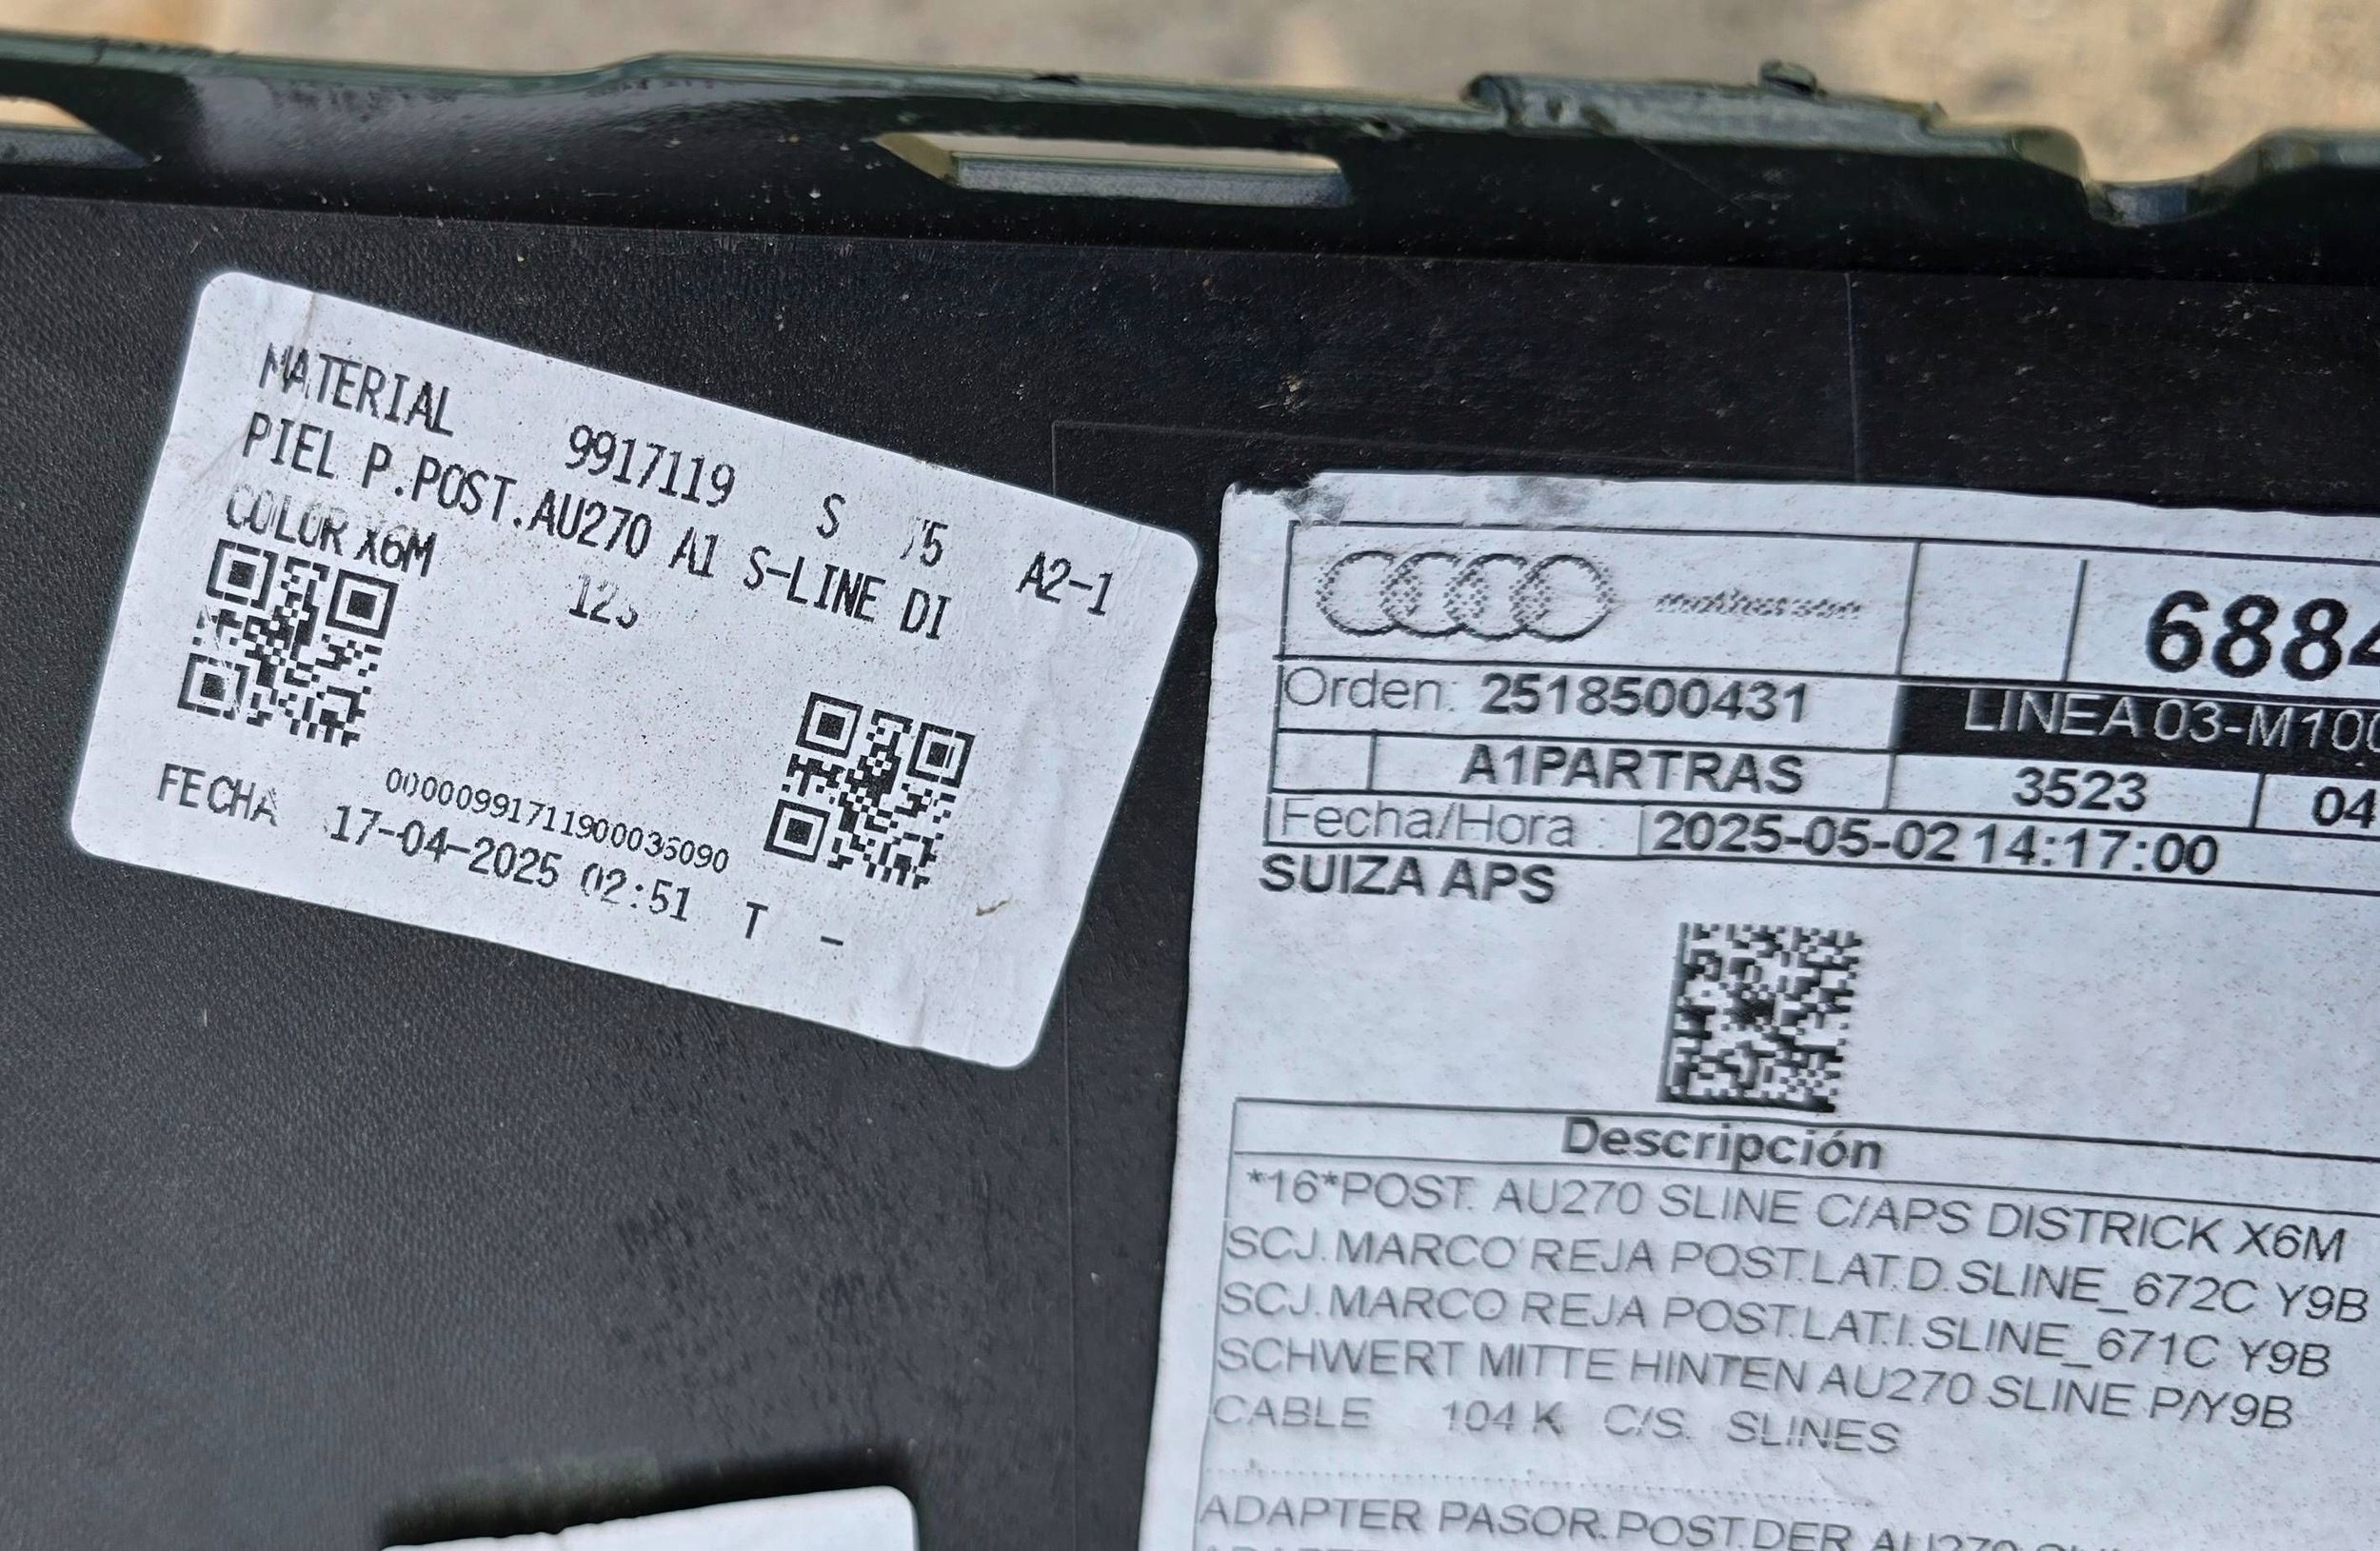 MATERIAL 9917119 S 75 A2-1
PIEL P.POST.AU270 A1 S-LINE DI
COLOR X6M
00000991711900036090
FECHA 17-04-2025 02:51 T -
6884
Orden: 2518500431
LINEA 03-M100
A1PARTRAS 3523 04
Fecha/Hora : 2025-05-02 14:17:00
SUIZA APS
Descripción
*16*POST. AU270 SLINE C/APS DISTRICK X6M
SCJ.MARCO REJA POST.LAT.D.SLINE_672C Y9B
SCJ.MARCO REJA POST.LAT.I.SLINE_671C Y9B
SCHWERT MITTE HINTEN AU270 SLINE P/Y9B
CABLE 104 K C/S. SLINES
ADAPTER PASOR.POST.DER AU270